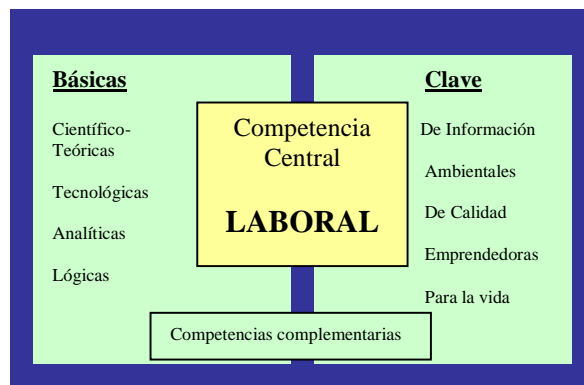 Básicas
Científico-
Teóricas
Tecnológicas
Analíticas
Lógicas
Competencia
Central
LABORAL
Clave
De Información
Ambientales
De Calidad
Emprendedoras
Para la vida
Competencias complementarias